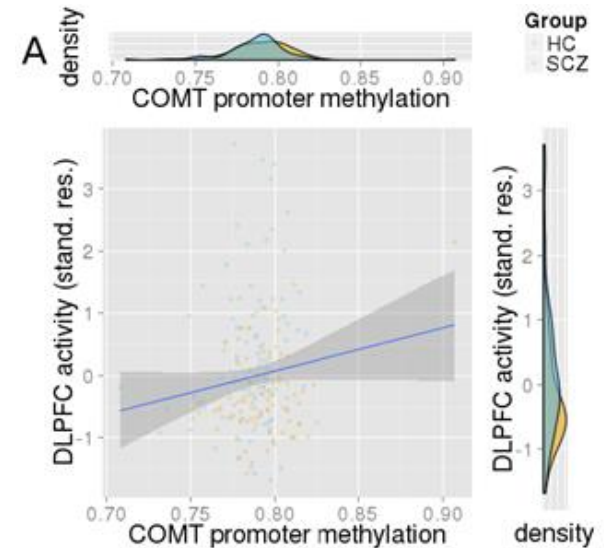 A
density
0.70 0.75 0.80 0.85 0.90
COMT promoter methylation
Group
HC
SCZ
DLPFC activity (stand. res.)
3
2
1
0
-1
0.70 0.75 0.80 0.85 0.90
COMT promoter methylation
DLPFC activity (stand. res.)
3
2
1
0
-1
density